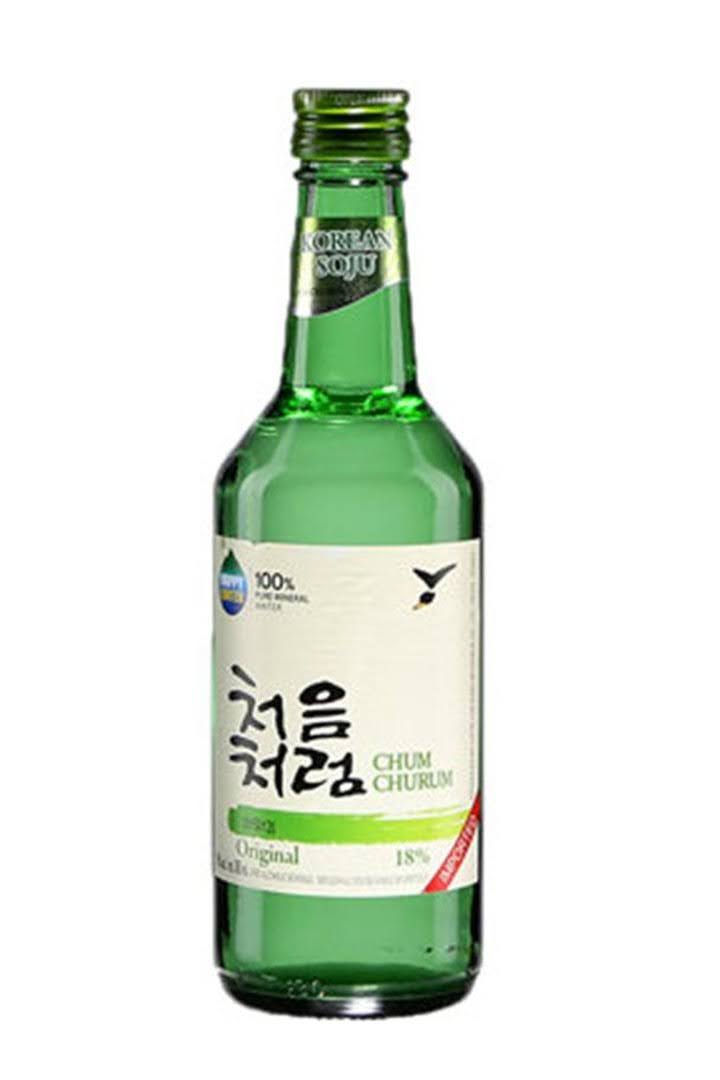 KOREAN
SOJU
100%
PURE MINERAL
WATER
처음
처럼
CHUM
CHURUM
Original
18%
IMPORTED